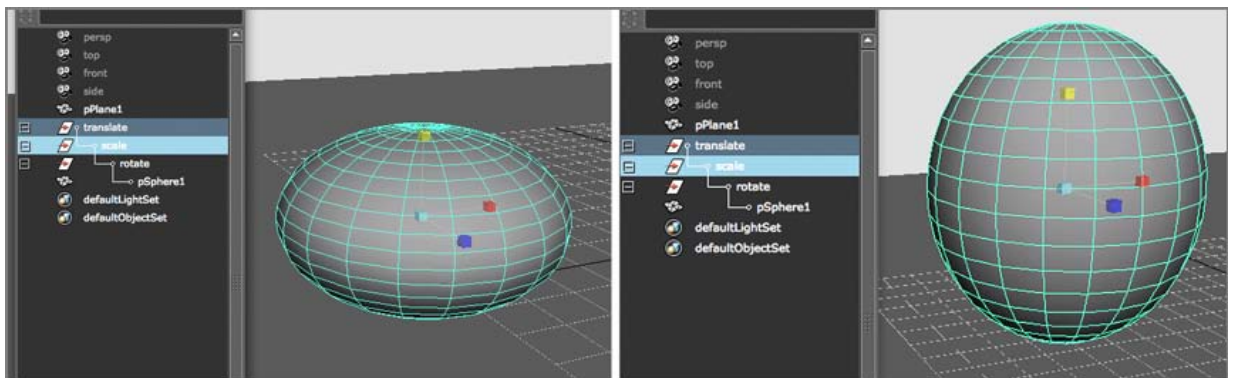 persp
top
front
side
pPlane1
translate
scale
rotate
pSphere1
defaultLightSet
defaultObjectSet
persp
top
front
side
pPlane1
translate
scale
rotate
pSphere1
defaultLightSet
defaultObjectSet